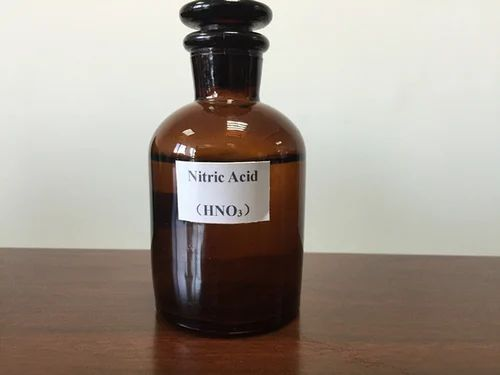 Nitric Acid
（HNO₃）